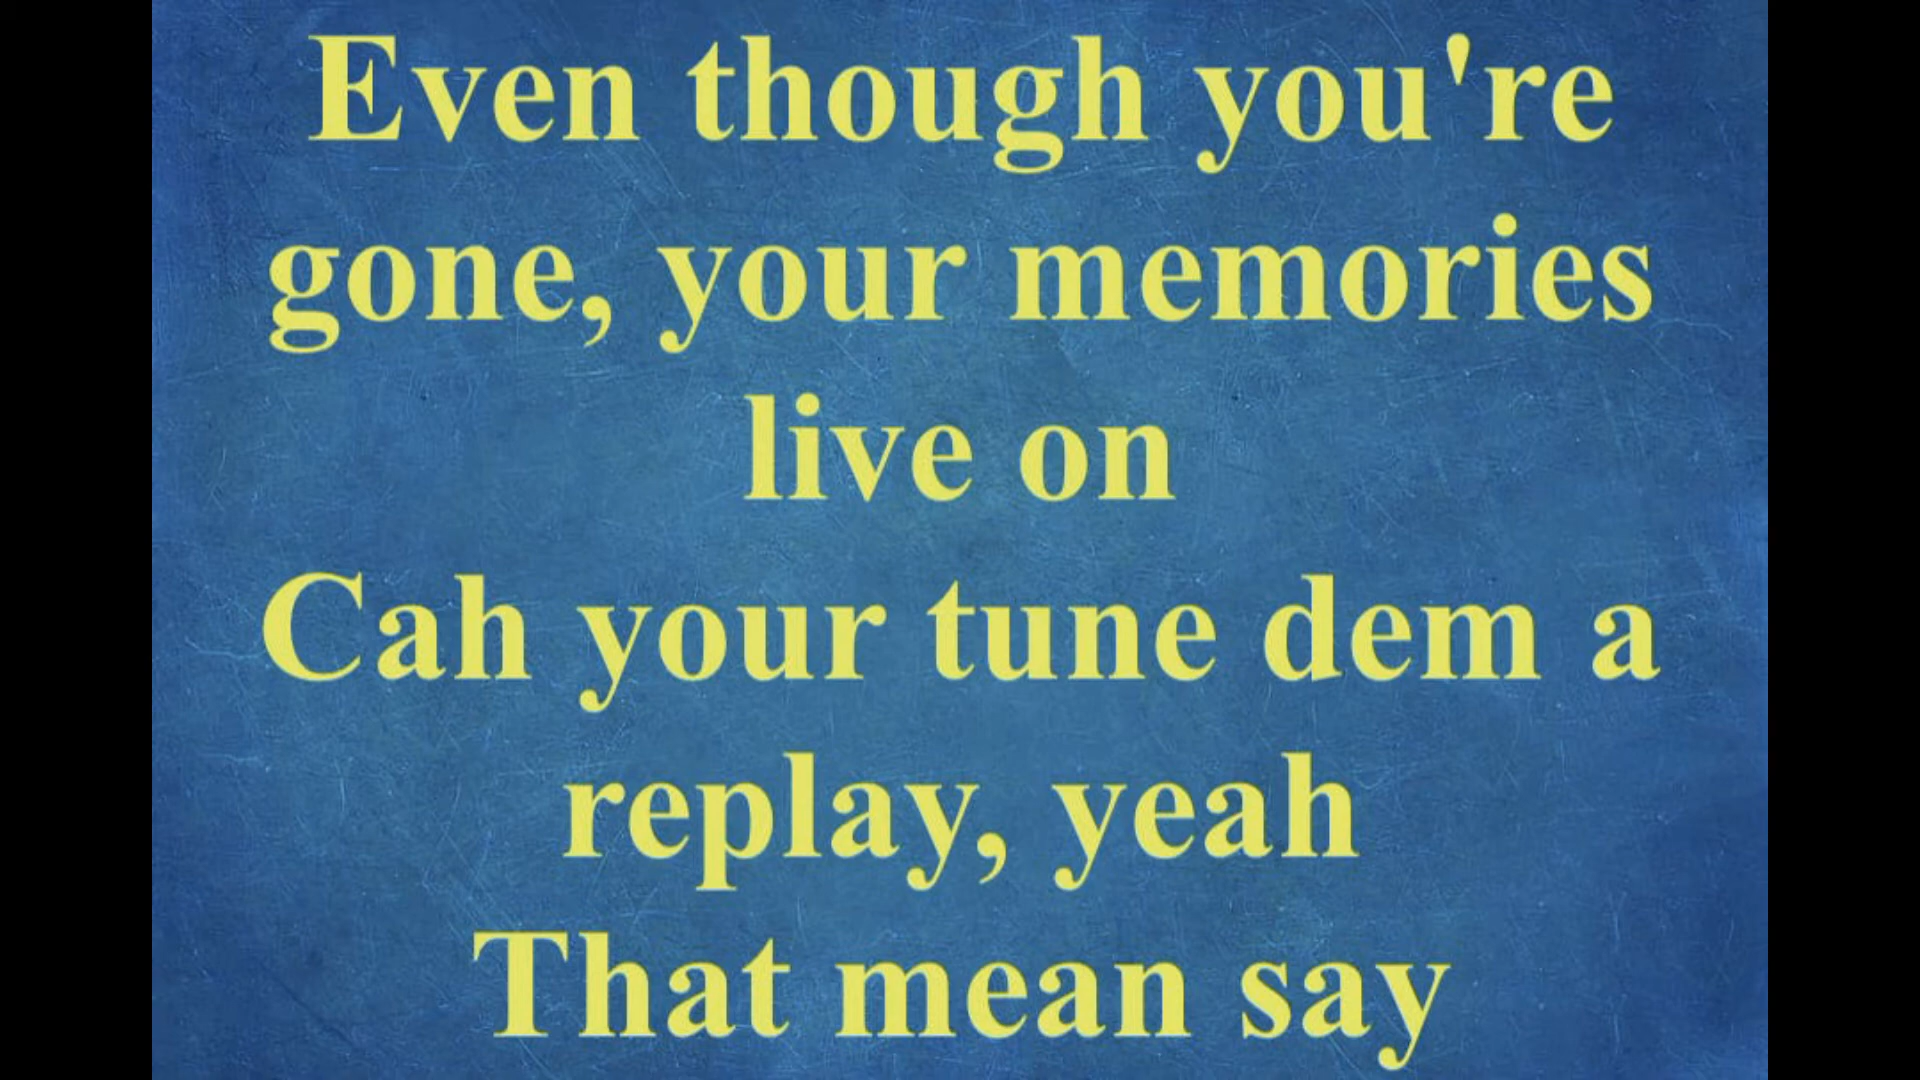 Even though you're
gone, your memories
live on
Cah your tune dem a
replay, yeah
That mean say